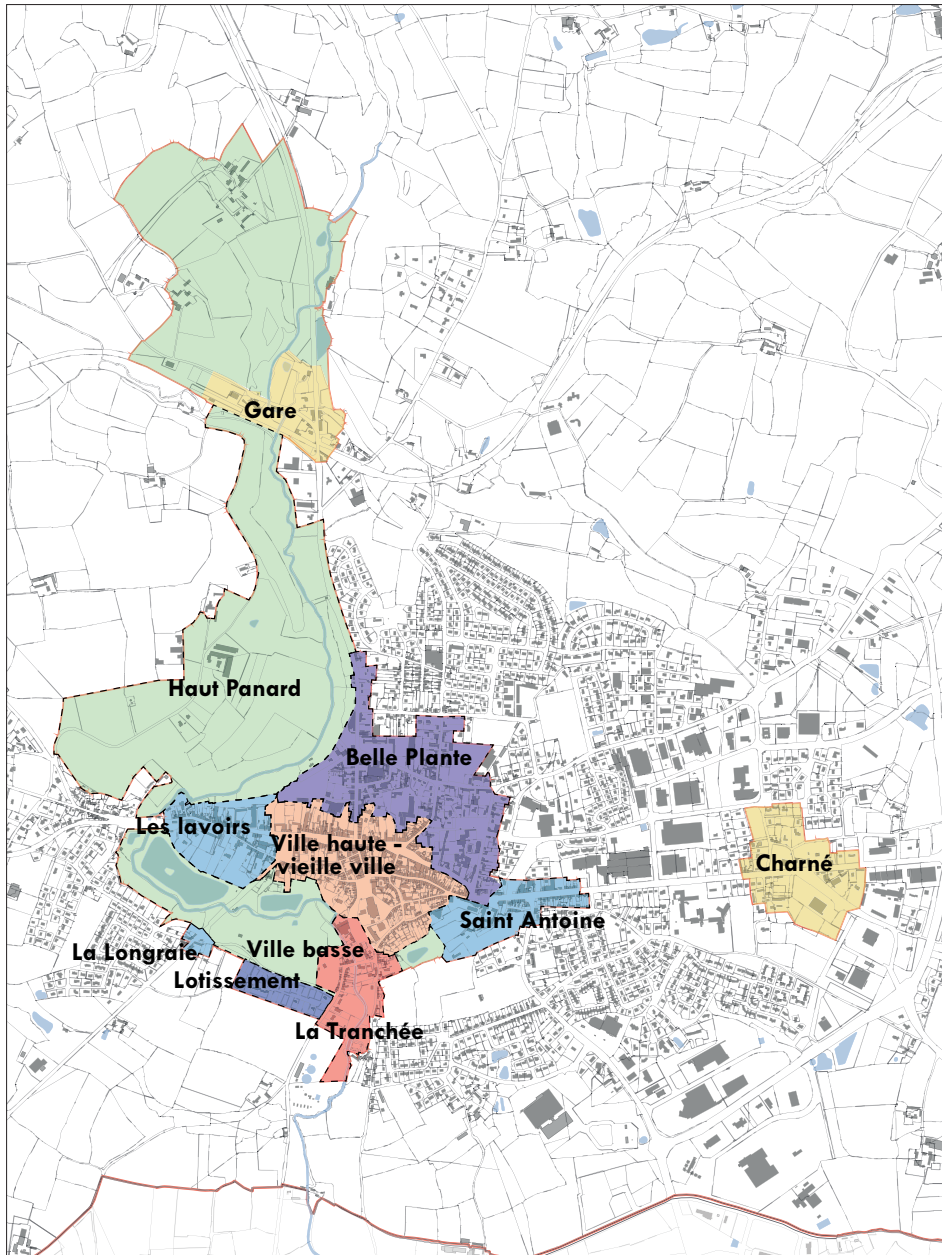 Gare
Haut Panard
Belle Plante
Les lavoirs
Ville haute -
vieille ville
Charné
Saint Antoine
Ville basse
La Longraie
Lotissement
La Tranchée